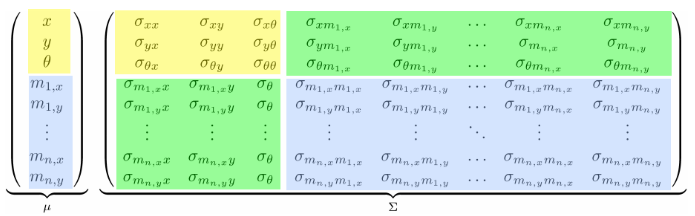 x σ_{xx} σ_{xy} σ_{xθ} σ_{xm_{1,x}} σ_{xm_{1,y}} … σ_{xm_{n,x}} σ_{xm_{n,y}}
y σ_{yx} σ_{yy} σ_{yθ} σ_{ym_{1,x}} σ_{ym_{1,y}} … σ_{m_{n,x}} σ_{m_{n,y}}
θ σ_{θx} σ_{θy} σ_{θθ} σ_{θm_{1,x}} σ_{θm_{1,y}} … σ_{θm_{n,x}} σ_{θm_{n,y}}
m_{1,x} σ_{m_{1,x}x} σ_{m_{1,x}y} σ_θ σ_{m_{1,x}m_{1,x}} σ_{m_{1,x}m_{1,y}} … σ_{m_{1,x}m_{n,x}} σ_{m_{1,x}m_{n,y}}
m_{1,y} σ_{m_{1,y}x} σ_{m_{1,y}y} σ_θ σ_{m_{1,y}m_{1,x}} σ_{m_{1,y}m_{1,y}} … σ_{m_{1,y}m_{n,x}} σ_{m_{1,y}m_{n,y}}
⋮ ⋮ ⋮ ⋮ ⋮ ⋮ ⋱ ⋮ ⋮
m_{n,x} σ_{m_{n,x}x} σ_{m_{n,x}y} σ_θ σ_{m_{n,x}m_{1,x}} σ_{m_{n,x}m_{1,y}} … σ_{m_{n,x}m_{n,x}} σ_{m_{n,x}m_{n,y}}
m_{n,y} σ_{m_{n,y}x} σ_{m_{n,y}y} σ_θ σ_{m_{n,y}m_{1,x}} σ_{m_{n,y}m_{1,y}} … σ_{m_{n,y}m_{n,x}} σ_{m_{n,y}m_{n,y}}
μ Σ